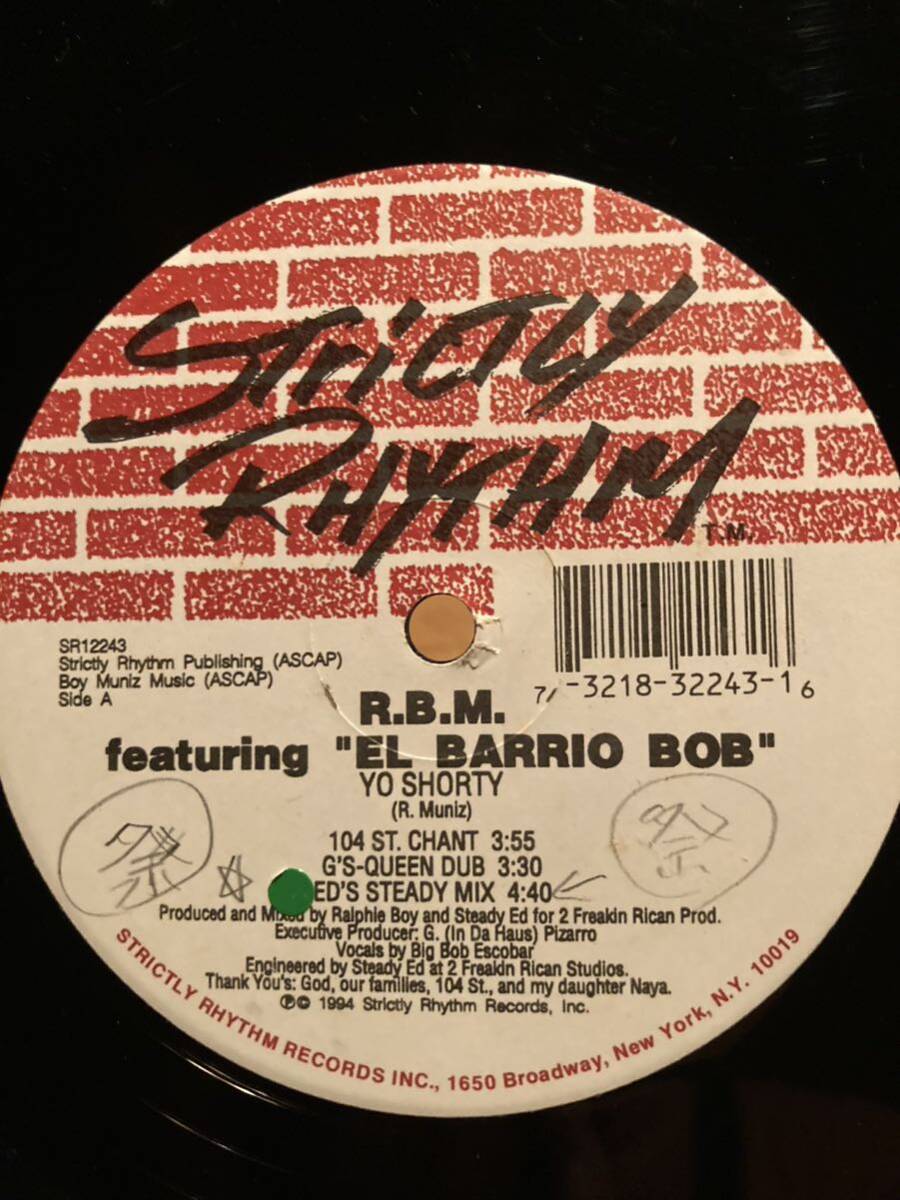 STRICTLY
RHYTHM
T.M.
SR12243
Strictly Rhythm Publishing (ASCAP)
Boy Muniz Music (ASCAP)
Side A
7 -3218-32243-1 6
R.B.M.
featuring "EL BARRIO BOB"
YO SHORTY
(R. Muniz)
祭
祭
104 ST. CHANT 3:55
G'S-QUEEN DUB 3:30
ED'S STEADY MIX 4:40
Produced and Mixed by Ralphie Boy and Steady Ed for 2 Freakin Rican Prod.
Executive Producer: G. (In Da Haus) Pizarro
Vocals by Big Bob Escobar
Engineered by Steady Ed at 2 Freakin Rican Studios.
Thank You's: God, our families, 104 St., and my daughter Naya.
℗© 1994 Strictly Rhythm Records, Inc.
STRICTLY RHYTHM RECORDS INC., 1650 Broadway, New York, N.Y. 10019